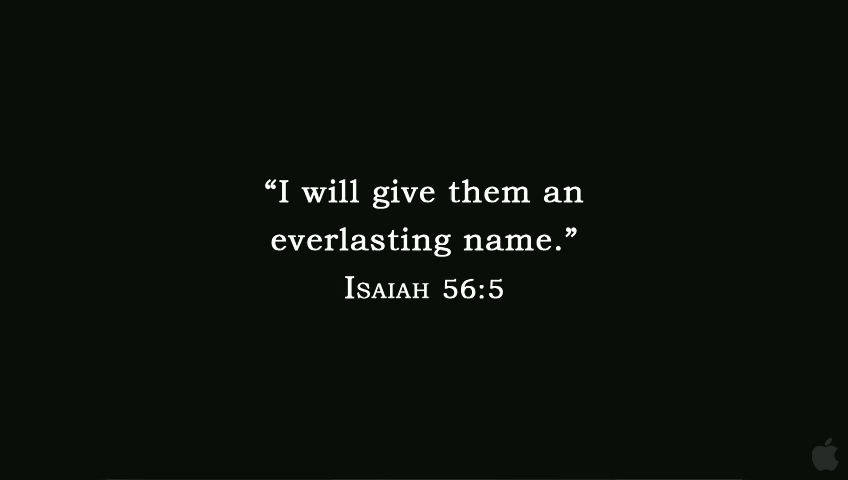 “I will give them an
everlasting name.”
Isaiah 56:5